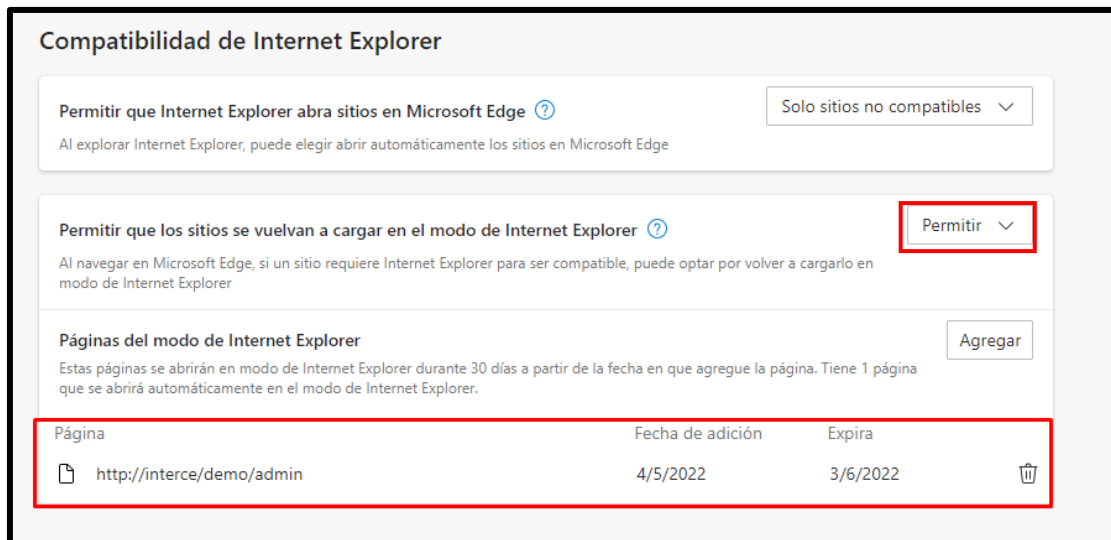 Compatibilidad de Internet Explorer
Permitir que Internet Explorer abra sitios en Microsoft Edge
Solo sitios no compatibles
Al explorar Internet Explorer, puede elegir abrir automáticamente los sitios en Microsoft Edge
Permitir que los sitios se vuelvan a cargar en el modo de Internet Explorer
Permitir
Al navegar en Microsoft Edge, si un sitio requiere Internet Explorer para ser compatible, puede optar por volver a cargarlo en
modo de Internet Explorer
Páginas del modo de Internet Explorer
Agregar
Estas páginas se abrirán en modo de Internet Explorer durante 30 días a partir de la fecha en que agregue la página. Tiene 1 página
que se abrirá automáticamente en el modo de Internet Explorer.
Página Fecha de adición Expira
http://interce/demo/admin 4/5/2022 3/6/2022